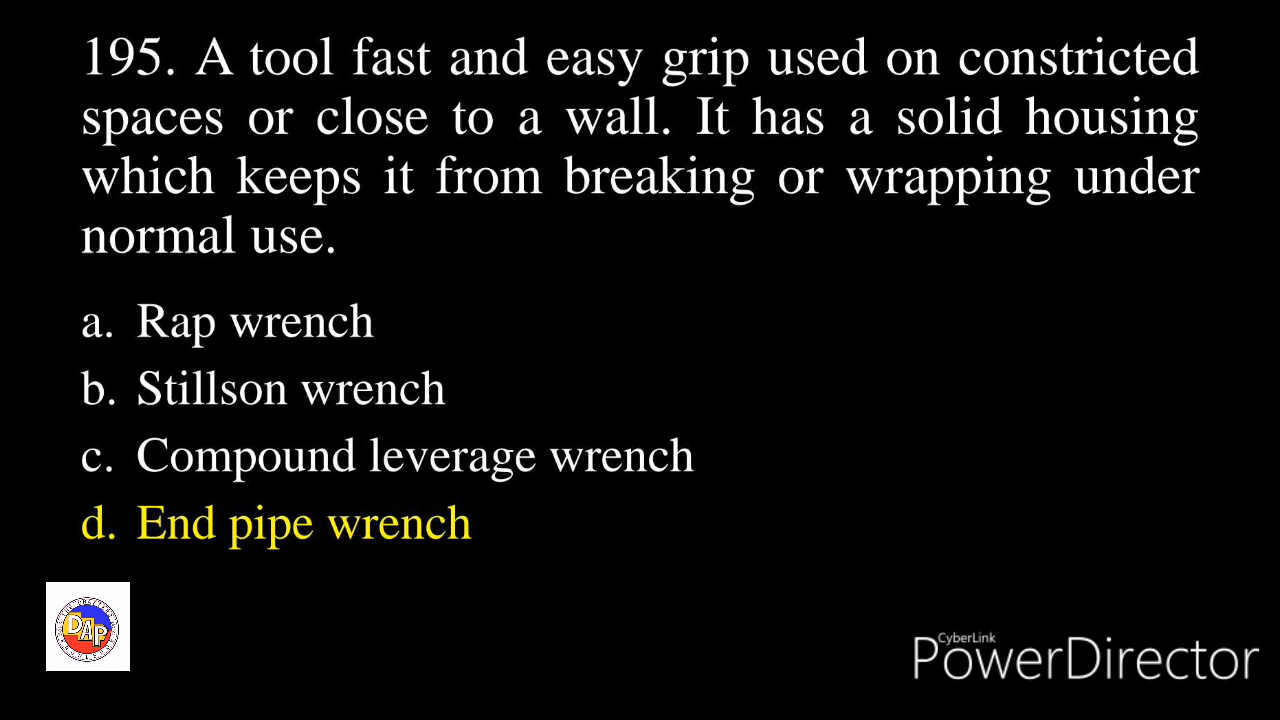 195. A tool fast and easy grip used on constricted
spaces or close to a wall. It has a solid housing
which keeps it from breaking or wrapping under
normal use.
a. Rap wrench
b. Stillson wrench
c. Compound leverage wrench
d. End pipe wrench
DAP
CyberLink
PowerDirector